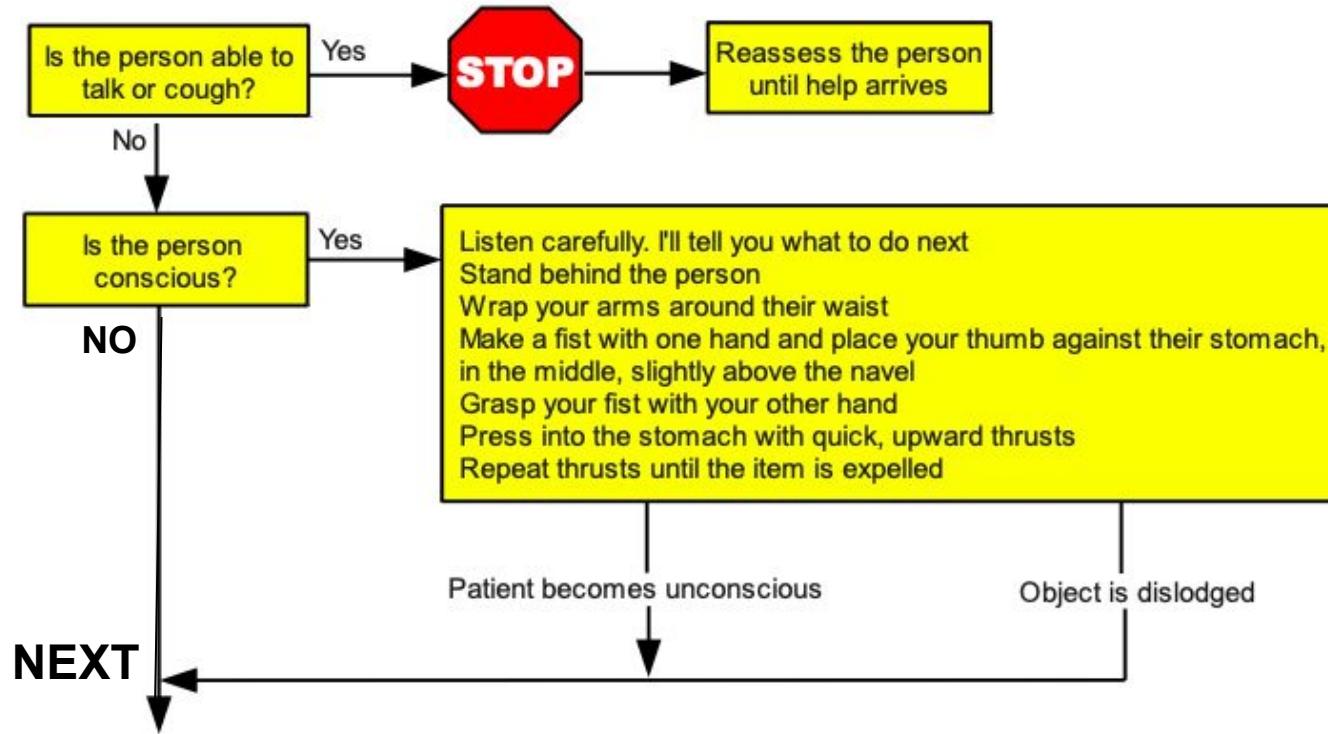 Is the person able to
talk or cough?
Yes
STOP
Reassess the person
until help arrives
No
Is the person
conscious?
Yes
Listen carefully. I'll tell you what to do next
Stand behind the person
Wrap your arms around their waist
Make a fist with one hand and place your thumb against their stomach,
in the middle, slightly above the navel
Grasp your fist with your other hand
Press into the stomach with quick, upward thrusts
Repeat thrusts until the item is expelled
NO
Patient becomes unconscious
Object is dislodged
NEXT